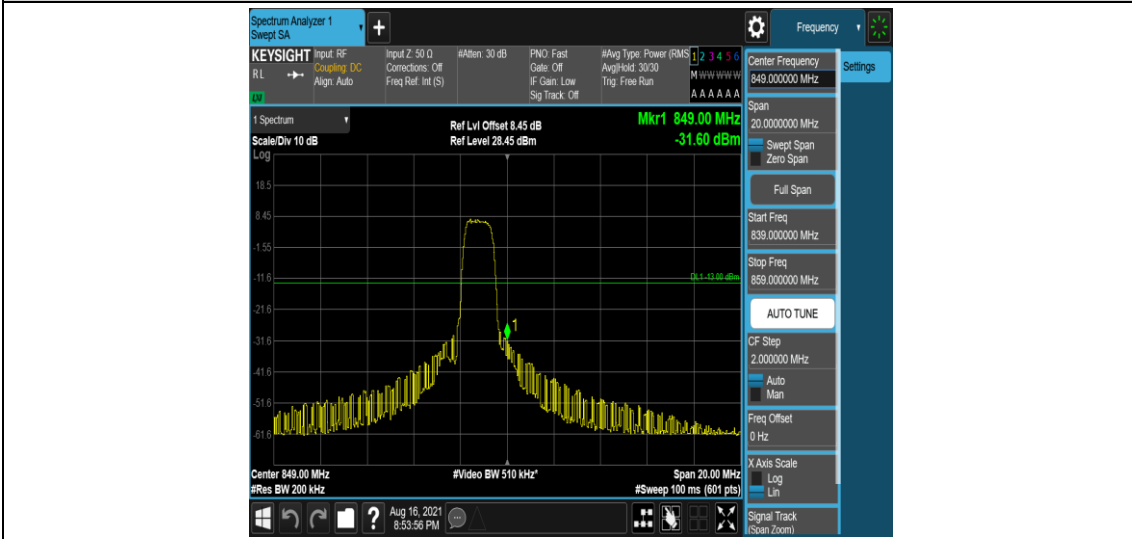 Spectrum Analyzer 1
Swept SA
+
Frequency
KEYSIGHT
RL
Input: RF
Coupling: DC
Align: Auto
Input Z: 50 Ω
Corrections: Off
Freq Ref: Int (S)
#Atten: 30 dB
PNO: Fast
Gate: Off
IF Gain: Low
Sig Track: Off
#Avg Type: Power (RMS
Avg|Hold: 30/30
Trig: Free Run
1 2 3 4 5 6
M W W W W W
A A A A A A
1 Spectrum
Scale/Div 10 dB
Log
Ref Lvl Offset 8.45 dB
Ref Level 28.45 dBm
Mkr1 849.00 MHz
-31.60 dBm
18.5
8.45
-1.55
-11.6
DL1 -13.00 dBm
-21.6
1
-31.6
-41.6
-51.6
-61.6
Center 849.00 MHz
#Res BW 200 kHz
#Video BW 510 kHz*
Span 20.00 MHz
#Sweep 100 ms (601 pts)
?
Aug 16, 2021
8:53:56 PM
Center Frequency
849.000000 MHz
Settings
Span
20.0000000 MHz
Swept Span
Zero Span
Full Span
Start Freq
839.000000 MHz
Stop Freq
859.000000 MHz
AUTO TUNE
CF Step
2.000000 MHz
Auto
Man
Freq Offset
0 Hz
X Axis Scale
Log
Lin
Signal Track
(Span Zoom)